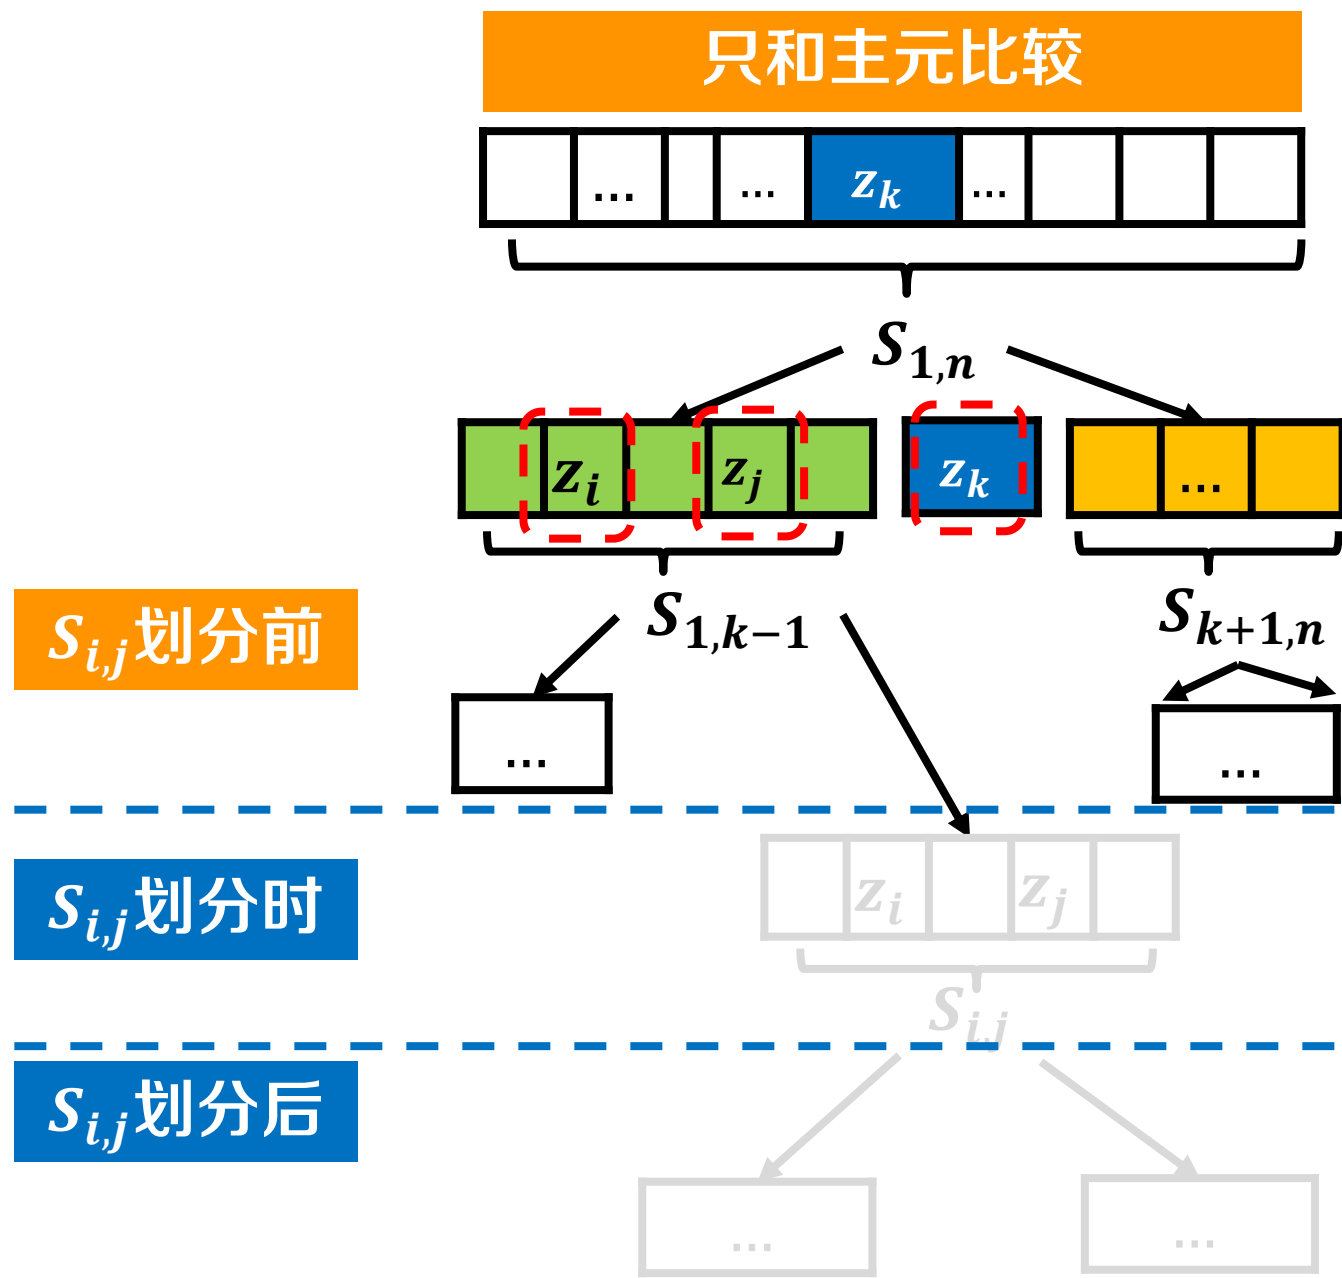 只和主元比较
... ... z_k ...
S_{1,n}
z_i z_j z_k ...
S_{1,k-1} S_{k+1,n}
S_{i,j}划分前
... ...
S_{i,j}划分时
z_i z_j
S_{i,j}
S_{i,j}划分后
... ...